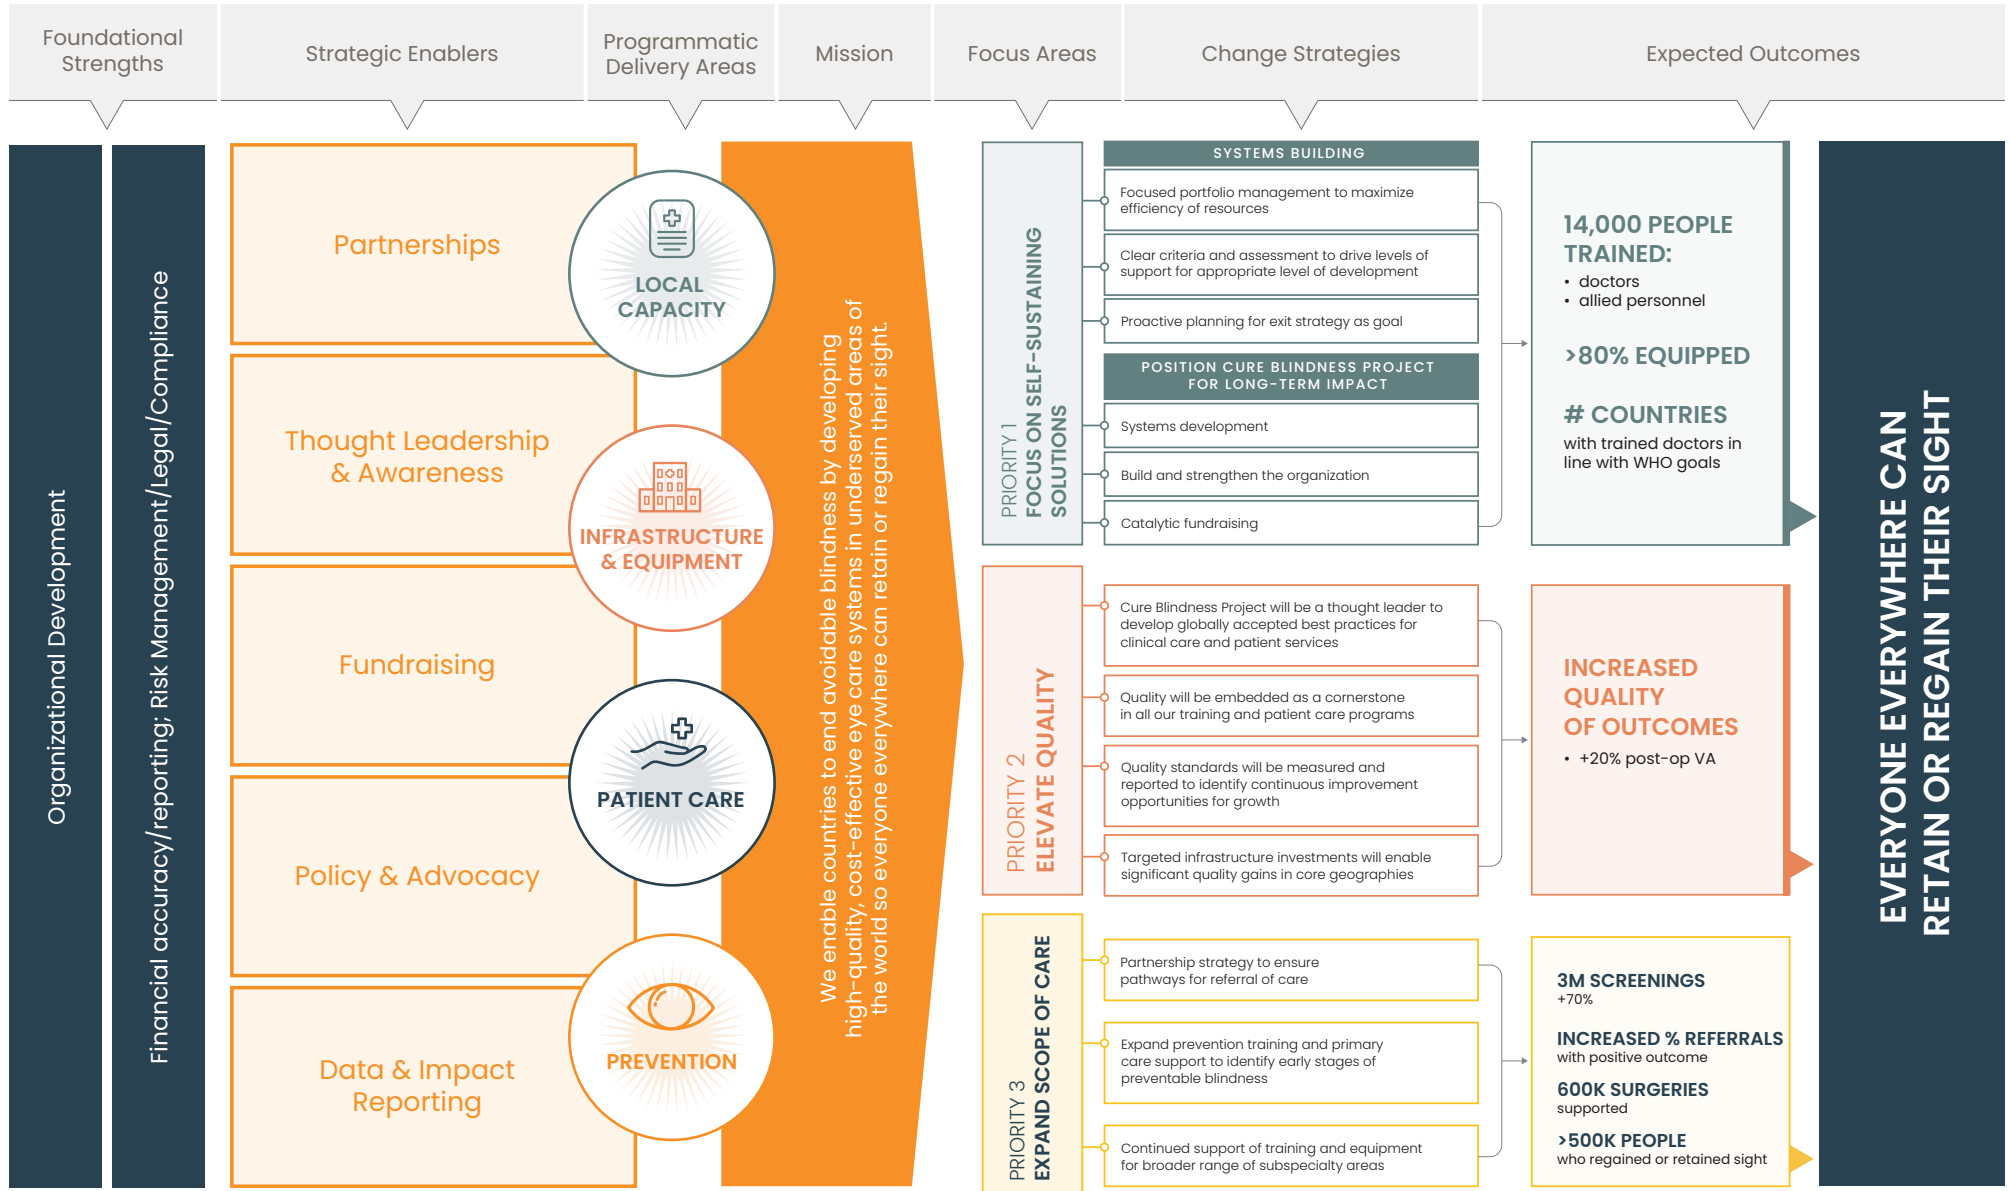 Foundational
Strengths
Strategic Enablers
Programmatic
Delivery Areas
Mission
Focus Areas
Change Strategies
Expected Outcomes
Organizational Development
Financial accuracy/reporting; Risk Management/Legal/Compliance
Partnerships
Thought Leadership
& Awareness
Fundraising
Policy & Advocacy
Data & Impact
Reporting
LOCAL
CAPACITY
INFRASTRUCTURE
& EQUIPMENT
PATIENT CARE
PREVENTION
We enable countries to end avoidable blindness by developing
high-quality, cost-effective eye care systems in underserved areas of
the world so everyone everywhere can retain or regain their sight.
PRIORITY 1
FOCUS ON SELF-SUSTAINING
SOLUTIONS
SYSTEMS BUILDING
Focused portfolio management to maximize
efficiency of resources
Clear criteria and assessment to drive levels of
support for appropriate level of development
Proactive planning for exit strategy as goal
POSITION CURE BLINDNESS PROJECT
FOR LONG-TERM IMPACT
Systems development
Build and strengthen the organization
Catalytic fundraising
14,000 PEOPLE
TRAINED:
• doctors
• allied personnel
>80% EQUIPPED
# COUNTRIES
with trained doctors in
line with WHO goals
PRIORITY 2
ELEVATE QUALITY
Cure Blindness Project will be a thought leader to
develop globally accepted best practices for
clinical care and patient services
Quality will be embedded as a cornerstone
in all our training and patient care programs
Quality standards will be measured and
reported to identify continuous improvement
opportunities for growth
Targeted infrastructure investments will enable
significant quality gains in core geographies
INCREASED
QUALITY
OF OUTCOMES
• +20% post-op VA
PRIORITY 3
EXPAND SCOPE OF CARE
Partnership strategy to ensure
pathways for referral of care
Expand prevention training and primary
care support to identify early stages of
preventable blindness
Continued support of training and equipment
for broader range of subspecialty areas
3M SCREENINGS
+70%
INCREASED % REFERRALS
with positive outcome
600K SURGERIES
supported
>500K PEOPLE
who regained or retained sight
EVERYONE EVERYWHERE CAN
RETAIN OR REGAIN THEIR SIGHT